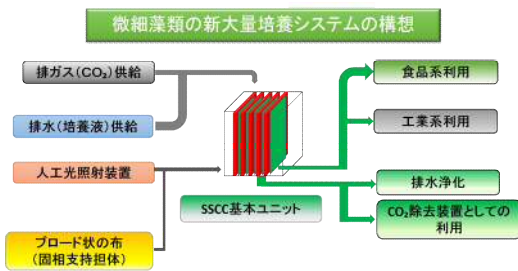 微細藻類の新大量培養システムの構想
排ガス(CO₂)供給
排水(培養液)供給
人工光照射装置
ブロード状の布
(固相支持担体)
SSCC基本ユニット
食品系利用
工業系利用
排水浄化
CO₂除去装置としての
利用